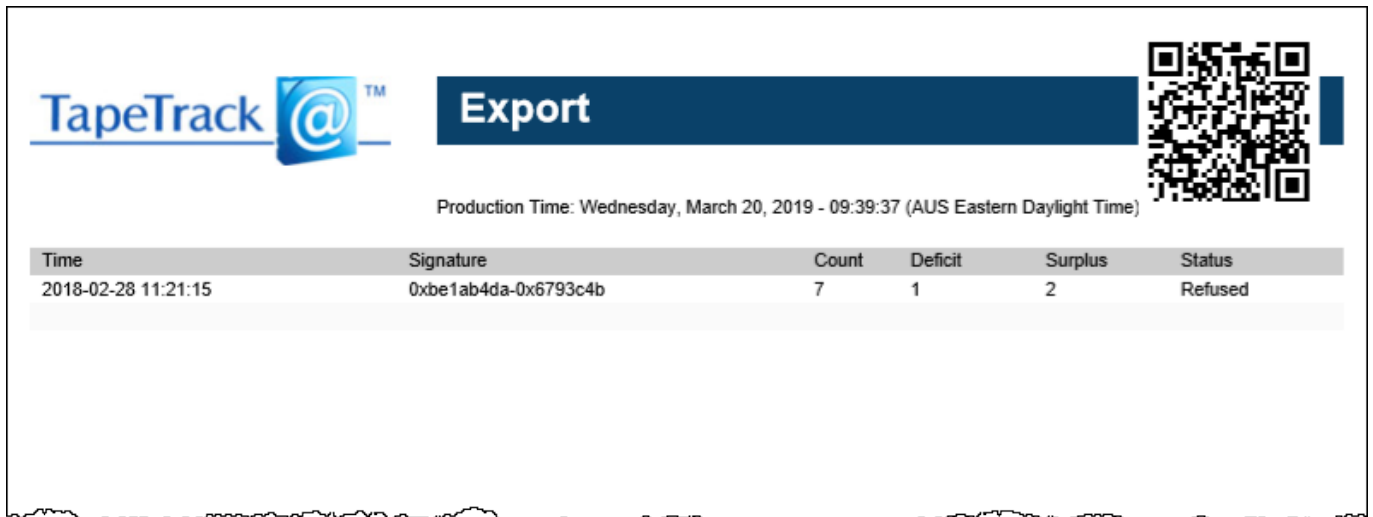 TapeTrack @ ™
Export
Production Time: Wednesday, March 20, 2019 - 09:39:37 (AUS Eastern Daylight Time)
Time Signature Count Deficit Surplus Status
2018-02-28 11:21:15 0xbe1ab4da-0x6793c4b 7 1 2 Refused